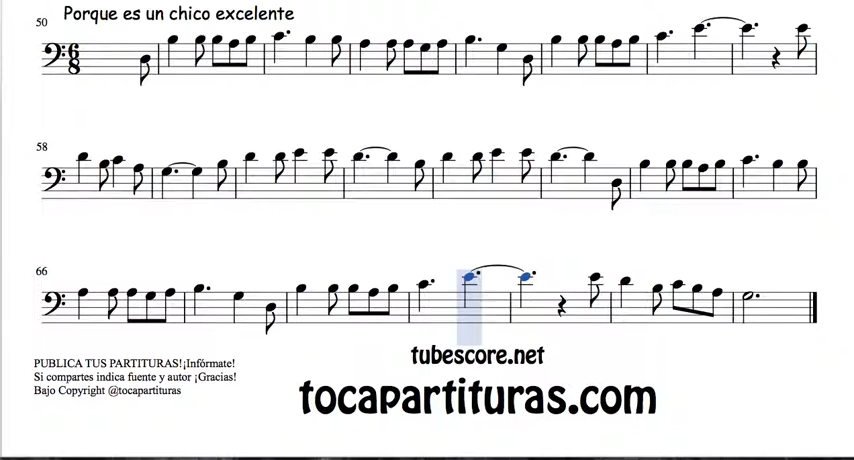 Porque es un chico excelente
50
6
8
58
66
PUBLICA TUS PARTITURAS!¡Infórmate!
Si compartes indica fuente y autor ¡Gracias!
Bajo Copyright @tocapartituras
tubescore.net
tocapartituras.com